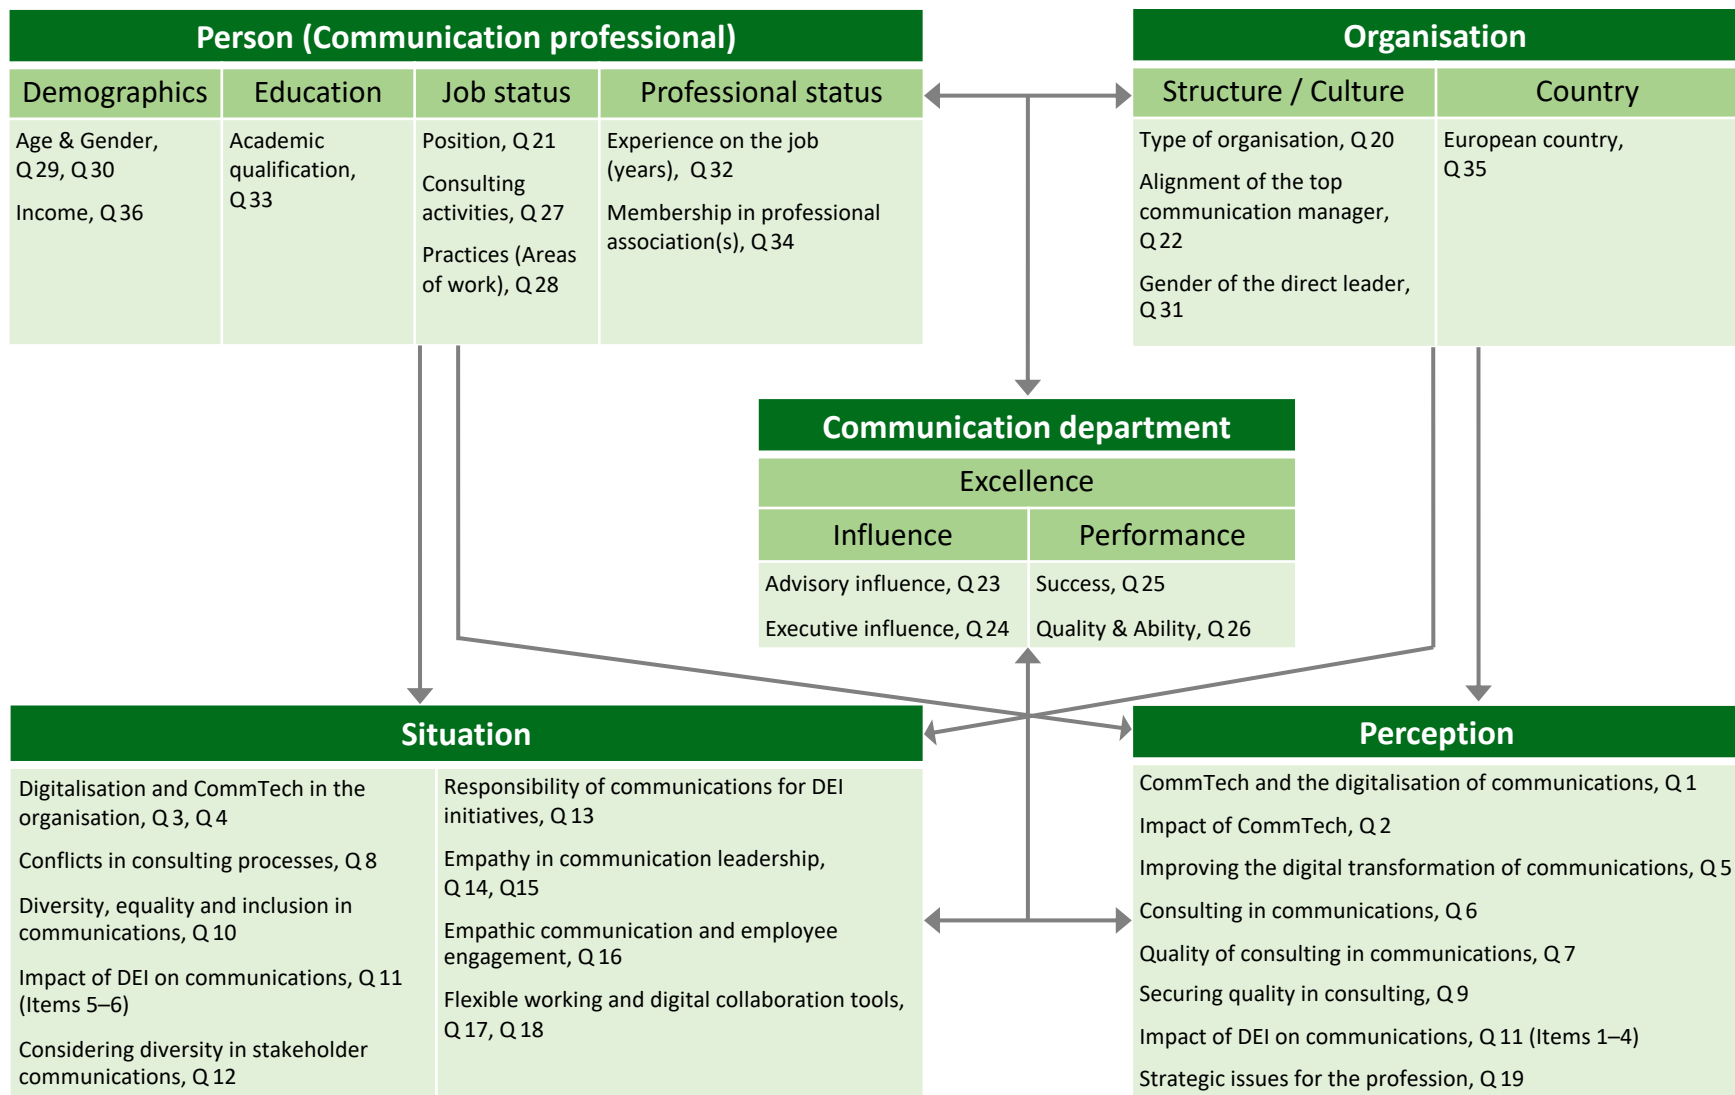 Person (Communication professional)
Demographics
Education
Job status
Professional status
Age & Gender,
Q 29, Q 30
Income, Q 36
Academic
qualification,
Q 33
Position, Q 21
Consulting
activities, Q 27
Practices (Areas
of work), Q 28
Experience on the job
(years), Q 32
Membership in professional
association(s), Q 34
Organisation
Structure / Culture
Country
Type of organisation, Q 20
Alignment of the top
communication manager,
Q 22
Gender of the direct leader,
Q 31
European country,
Q 35
Communication department
Excellence
Influence
Performance
Advisory influence, Q 23
Executive influence, Q 24
Success, Q 25
Quality & Ability, Q 26
Situation
Digitalisation and CommTech in the
organisation, Q 3, Q 4
Conflicts in consulting processes, Q 8
Diversity, equality and inclusion in
communications, Q 10
Impact of DEI on communications, Q 11
(Items 5–6)
Considering diversity in stakeholder
communications, Q 12
Responsibility of communications for DEI
initiatives, Q 13
Empathy in communication leadership,
Q 14, Q15
Empathic communication and employee
engagement, Q 16
Flexible working and digital collaboration tools,
Q 17, Q 18
Perception
CommTech and the digitalisation of communications, Q 1
Impact of CommTech, Q 2
Improving the digital transformation of communications, Q 5
Consulting in communications, Q 6
Quality of consulting in communications, Q 7
Securing quality in consulting, Q 9
Impact of DEI on communications, Q 11 (Items 1–4)
Strategic issues for the profession, Q 19